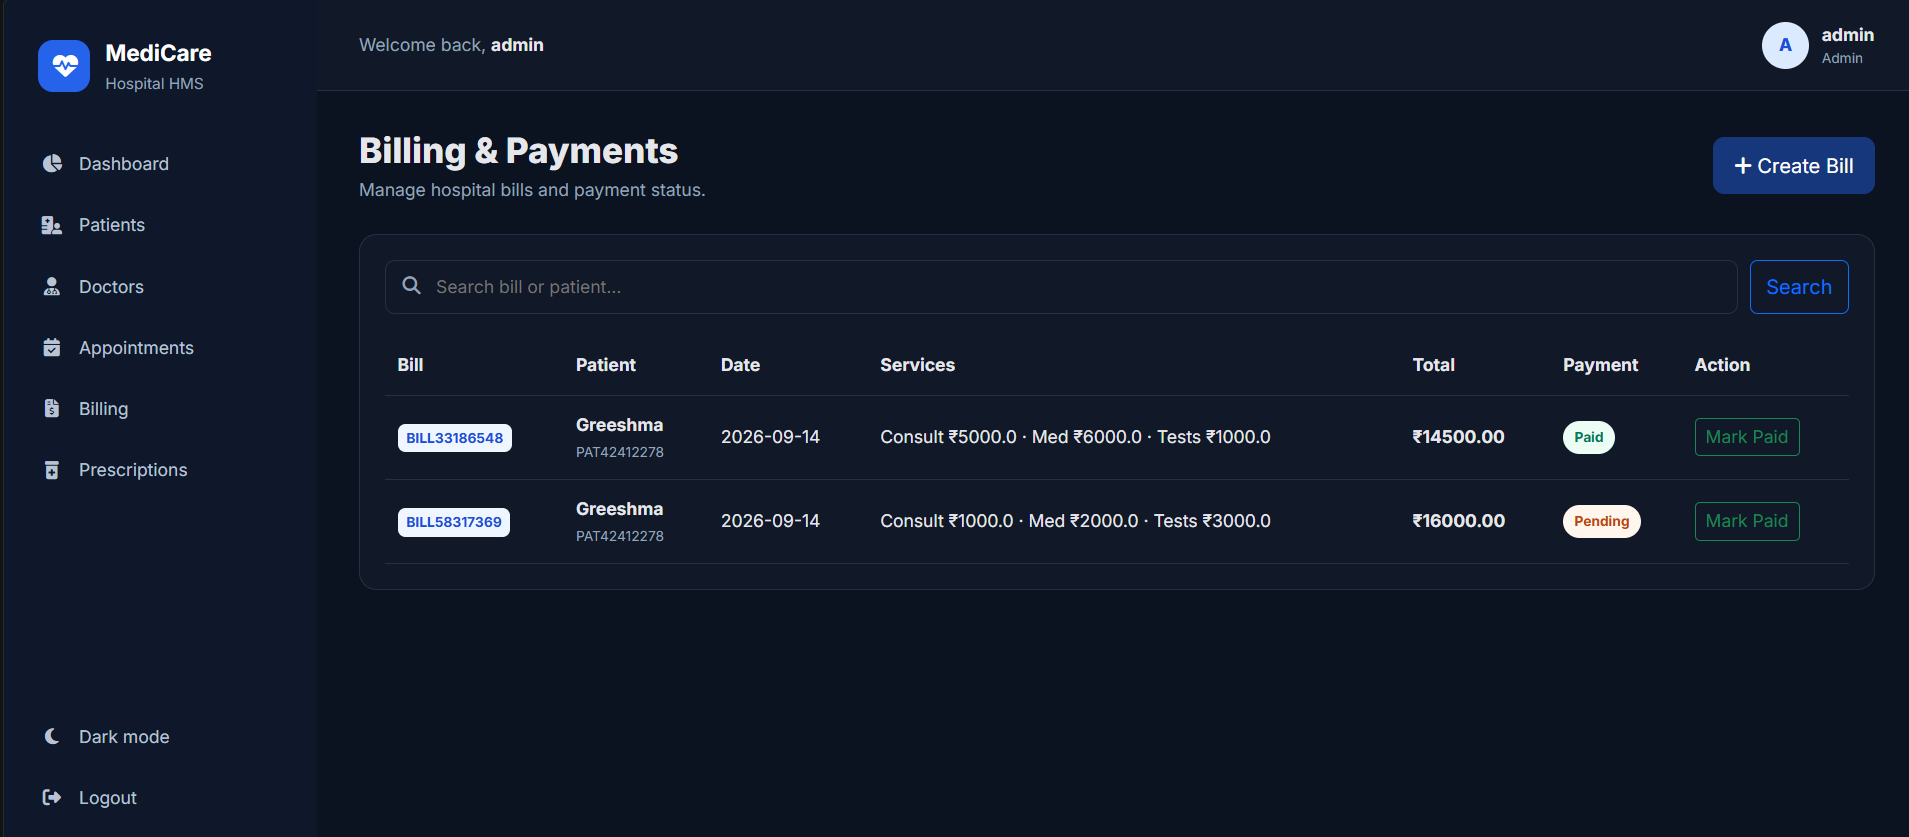 MediCare
Hospital HMS
Dashboard
Patients
Doctors
Appointments
Billing
Prescriptions
Dark mode
Logout
Welcome back, admin
A
admin
Admin
Billing & Payments
Manage hospital bills and payment status.
Create Bill
Search bill or patient...
Search
Bill Patient Date Services Total Payment Action
BILL33186548 Greeshma PAT42412278 2026-09-14 Consult ₹5000.0 · Med ₹6000.0 · Tests ₹1000.0 ₹14500.00 Paid Mark Paid
BILL58317369 Greeshma PAT42412278 2026-09-14 Consult ₹1000.0 · Med ₹2000.0 · Tests ₹3000.0 ₹16000.00 Pending Mark Paid